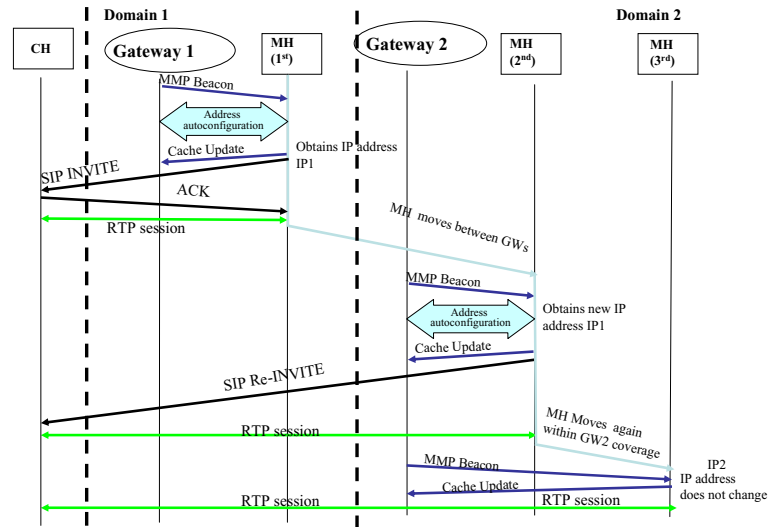 Domain 1
Domain 2
CH
Gateway 1
MH
(1st)
Gateway 2
MH
(2nd)
MH
(3rd)
MMP Beacon
Address
autoconfiguration
Obtains IP address
IP1
Cache Update
SIP INVITE
ACK
RTP session
MH moves between GWs
MMP Beacon
Address
autoconfiguration
Obtains new IP
address IP1
Cache Update
SIP Re-INVITE
RTP session
MH Moves again
within GW2 coverage
MMP Beacon
IP2
IP address
does not change
Cache Update
RTP session
RTP session